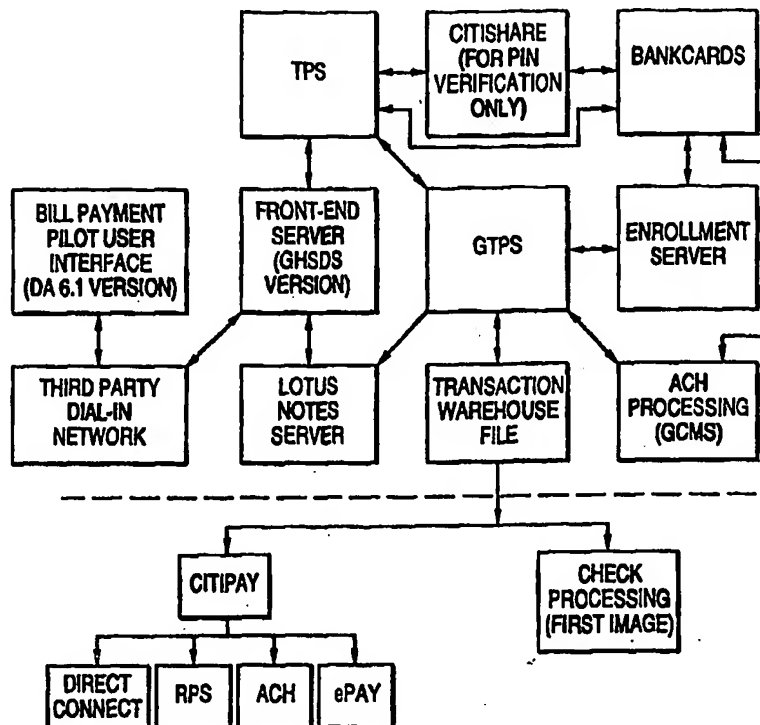 TPS
CITISHARE
(FOR PIN
VERIFICATION
ONLY)
BANKCARDS
BILL PAYMENT
PILOT USER
INTERFACE
(DA 6.1 VERSION)
FRONT-END
SERVER
(GHSDS
VERSION)
GTPS
ENROLLMENT
SERVER
THIRD PARTY
DIAL-IN
NETWORK
LOTUS
NOTES
SERVER
TRANSACTION
WAREHOUSE
FILE
ACH
PROCESSING
(GCMS)
CITIPAY
CHECK
PROCESSING
(FIRST IMAGE)
DIRECT
CONNECT
RPS
ACH
ePAY